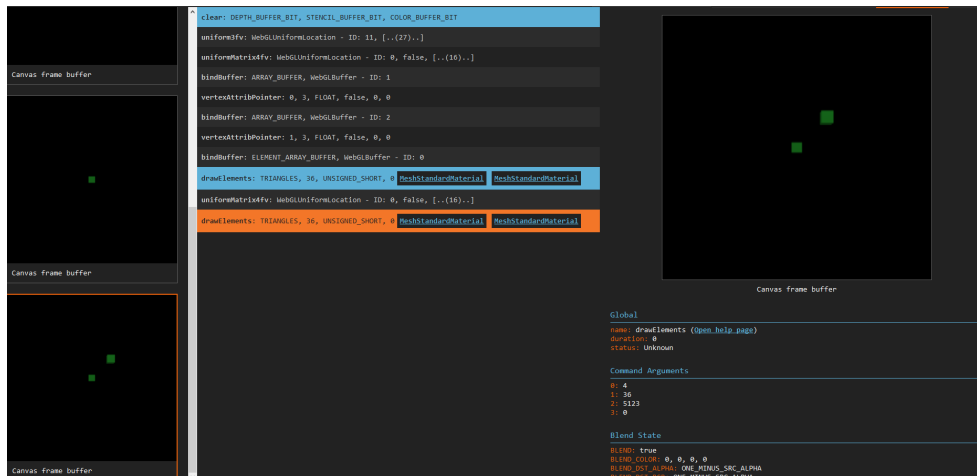 Canvas frame buffer
Canvas frame buffer
Canvas frame buffer
clear: DEPTH_BUFFER_BIT, STENCIL_BUFFER_BIT, COLOR_BUFFER_BIT
uniform3fv: WebGLUniformLocation - ID: 11, [..(27)..]
uniformMatrix4fv: WebGLUniformLocation - ID: 0, false, [..(16)..]
bindBuffer: ARRAY_BUFFER, WebGLBuffer - ID: 1
vertexAttribPointer: 0, 3, FLOAT, false, 0, 0
bindBuffer: ARRAY_BUFFER, WebGLBuffer - ID: 2
vertexAttribPointer: 1, 3, FLOAT, false, 0, 0
bindBuffer: ELEMENT_ARRAY_BUFFER, WebGLBuffer - ID: 0
drawElements: TRIANGLES, 36, UNSIGNED_SHORT, 0 MeshStandardMaterial MeshStandardMaterial
uniformMatrix4fv: WebGLUniformLocation - ID: 0, false, [..(16)..]
drawElements: TRIANGLES, 36, UNSIGNED_SHORT, 0 MeshStandardMaterial MeshStandardMaterial
Canvas frame buffer
Global
name: drawElements (Open help page)
duration: 0
status: Unknown
Command Arguments
0: 4
1: 36
2: 5123
3: 0
Blend State
BLEND: true
BLEND_COLOR: 0, 0, 0, 0
BLEND_DST_ALPHA: ONE_MINUS_SRC_ALPHA